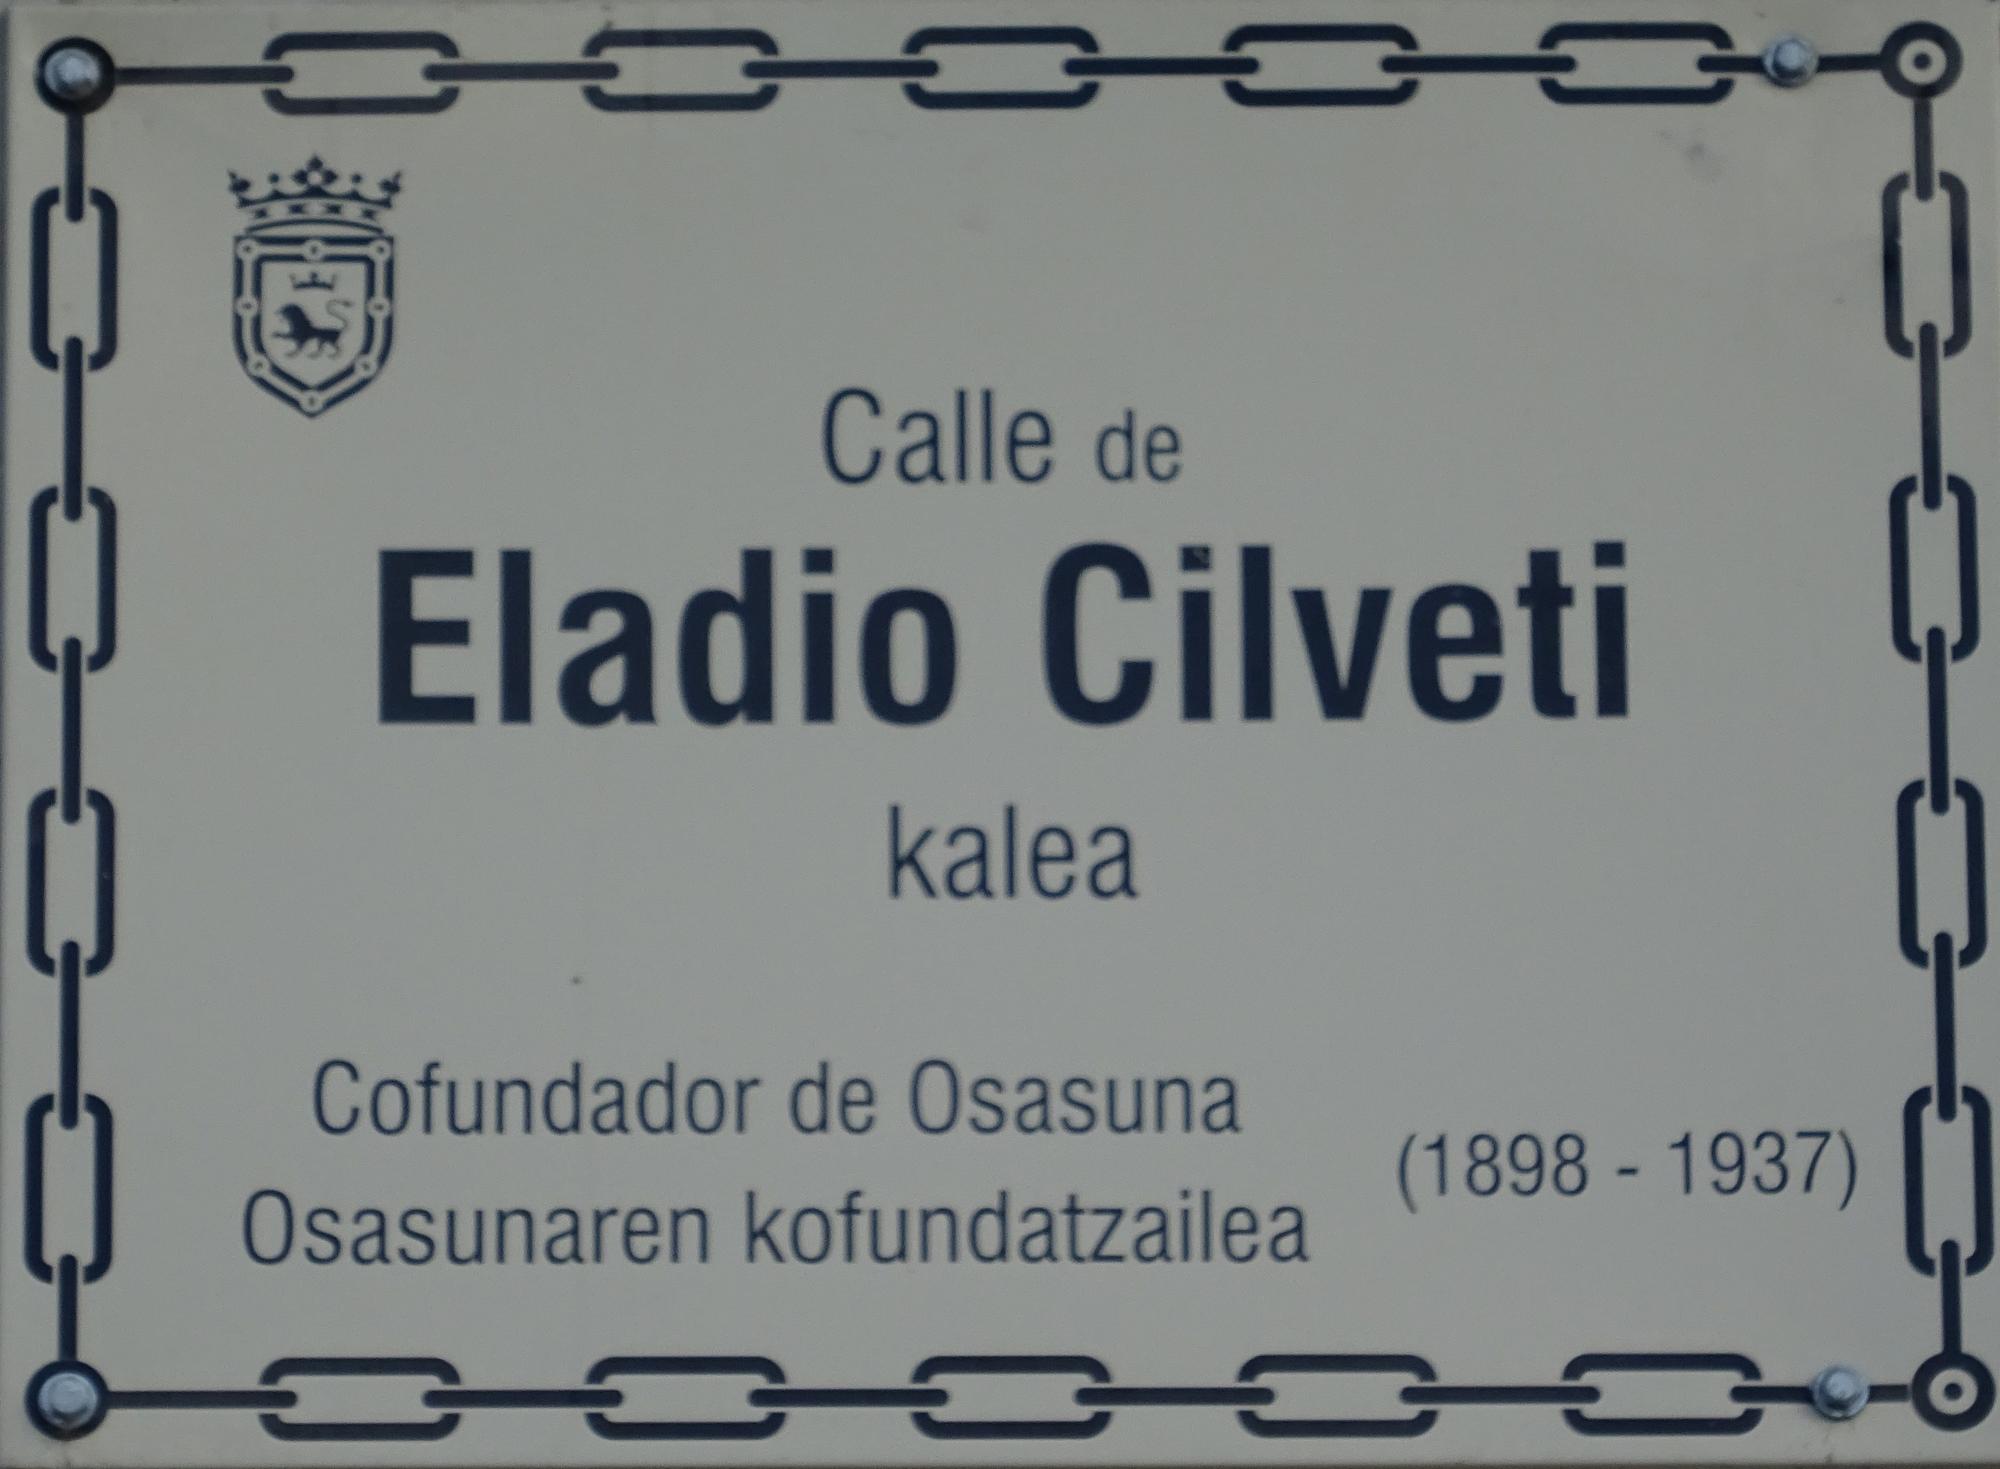 Calle de
Eladio Cilveti
kalea
Cofundador de Osasuna
Osasunaren kofundatzailea
(1898 - 1937)